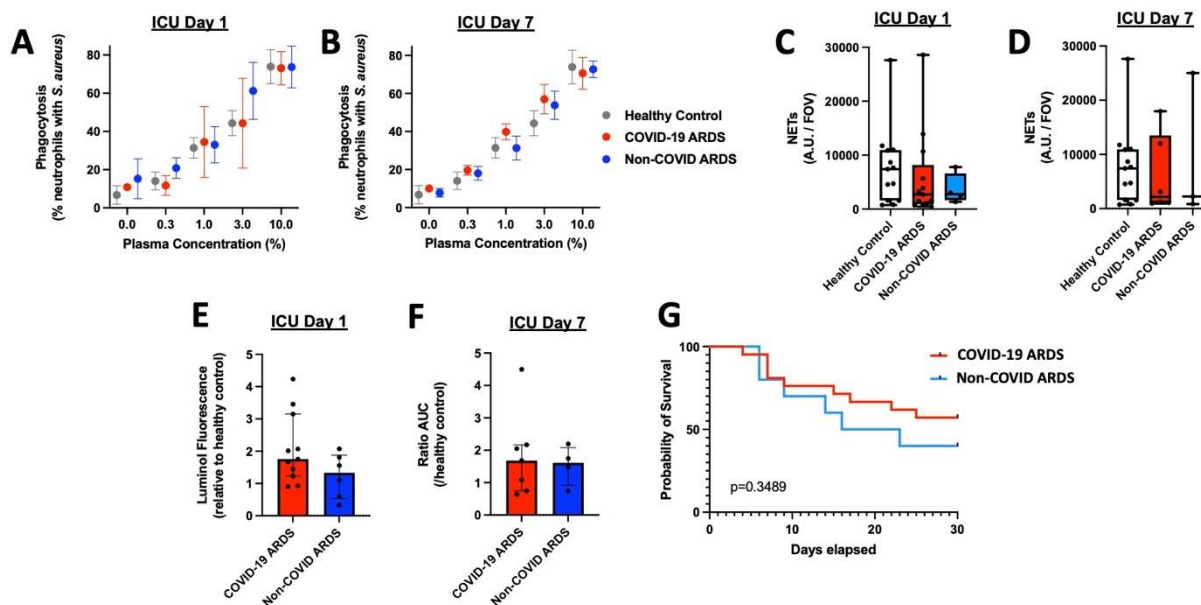 A
ICU Day 1
Phagocytosis
(% neutrophils with S. aureus)
80
60
40
20
0
0.0 0.3 1.0 3.0 10.0
Plasma Concentration (%)
B
ICU Day 7
Phagocytosis
(% neutrophils with S. aureus)
80
60
40
20
0
0.0 0.3 1.0 3.0 10.0
Plasma Concentration (%)
Healthy Control
COVID-19 ARDS
Non-COVID ARDS
C
ICU Day 1
NETs
(A.U. / FOV)
30000
20000
10000
0
Healthy Control
COVID-19 ARDS
Non-COVID ARDS
D
ICU Day 7
NETs
(A.U. / FOV)
30000
20000
10000
0
Healthy Control
COVID-19 ARDS
Non-COVID ARDS
E
ICU Day 1
Luminol Fluorescence
(relative to healthy control)
5
4
3
2
1
0
COVID-19 ARDS
Non-COVID ARDS
F
ICU Day 7
Ratio AUC
(/healthy control)
5
4
3
2
1
0
COVID-19 ARDS
Non-COVID ARDS
G
Probability of Survival
100
50
0
COVID-19 ARDS
Non-COVID ARDS
p=0.3489
0 10 20 30
Days elapsed